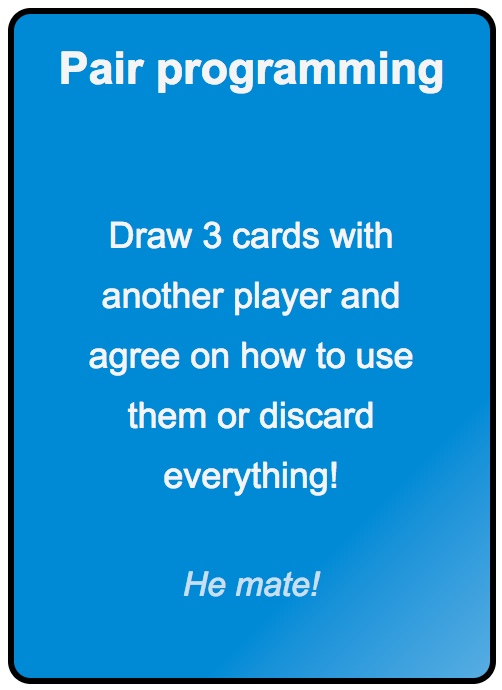 Pair programming
Draw 3 cards with
another player and
agree on how to use
them or discard
everything!
He mate!